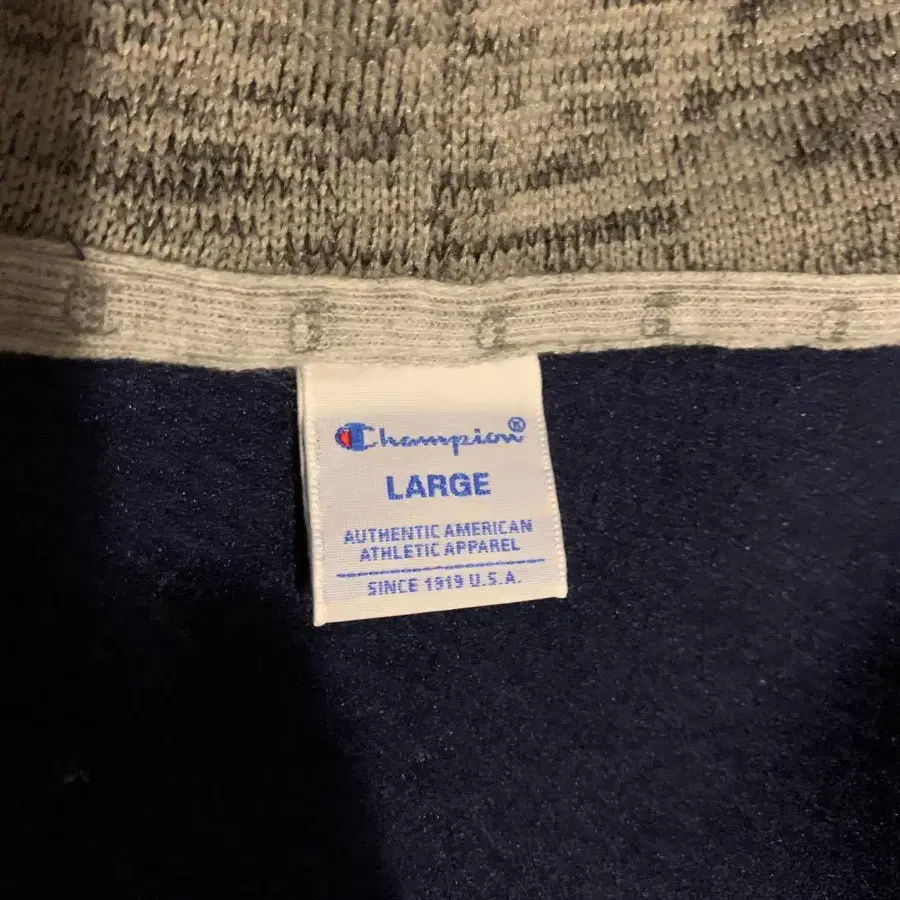 Champion®
LARGE
AUTHENTIC AMERICAN
ATHLETIC APPAREL
SINCE 1919 U.S.A.